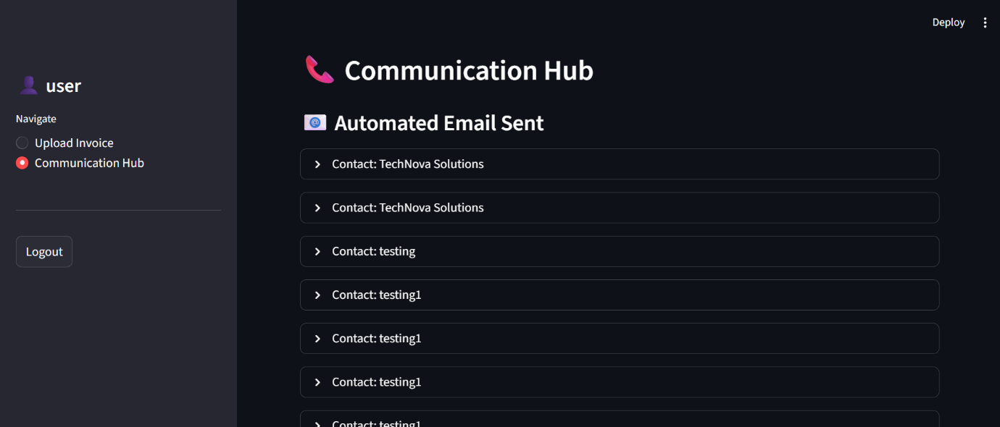 Deploy
user
Navigate
Upload Invoice
Communication Hub
Logout
Communication Hub
Automated Email Sent
Contact: TechNova Solutions
Contact: TechNova Solutions
Contact: testing
Contact: testing1
Contact: testing1
Contact: testing1
Contact: testing1